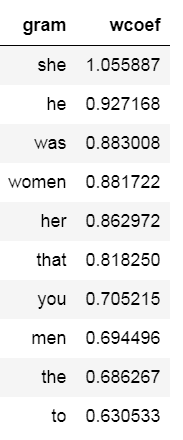 gram wcoef
she 1.055887
he 0.927168
was 0.883008
women 0.881722
her 0.862972
that 0.818250
you 0.705215
men 0.694496
the 0.686267
to 0.630533